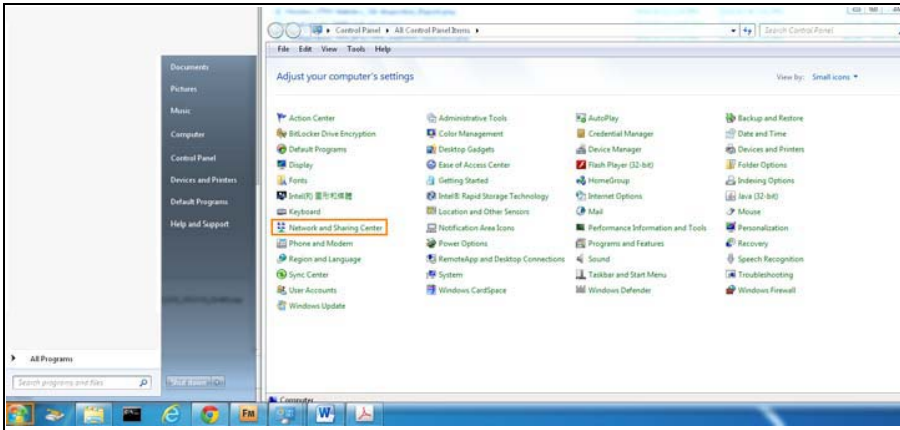 Control Panel ▸ All Control Panel Items ▸
Search Control Panel
File Edit View Tools Help
Adjust your computer's settings
View by: Small icons
Documents
Pictures
Music
Computer
Control Panel
Devices and Printers
Default Programs
Help and Support
All Programs
Search programs and files
Action Center
Administrative Tools
AutoPlay
Backup and Restore
BitLocker Drive Encryption
Color Management
Credential Manager
Date and Time
Default Programs
Desktop Gadgets
Device Manager
Devices and Printers
Display
Ease of Access Center
Flash Player (32-bit)
Folder Options
Fonts
Getting Started
HomeGroup
Indexing Options
Intel(R) 圖形和媒體
Intel® Rapid Storage Technology
Internet Options
Java (32-bit)
Keyboard
Location and Other Sensors
Mail
Mouse
Network and Sharing Center
Notification Area Icons
Performance Information and Tools
Personalization
Phone and Modem
Power Options
Programs and Features
Recovery
Region and Language
RemoteApp and Desktop Connections
Sound
Speech Recognition
Sync Center
System
Taskbar and Start Menu
Troubleshooting
User Accounts
Windows CardSpace
Windows Defender
Windows Firewall
Windows Update
Computer
FM
W